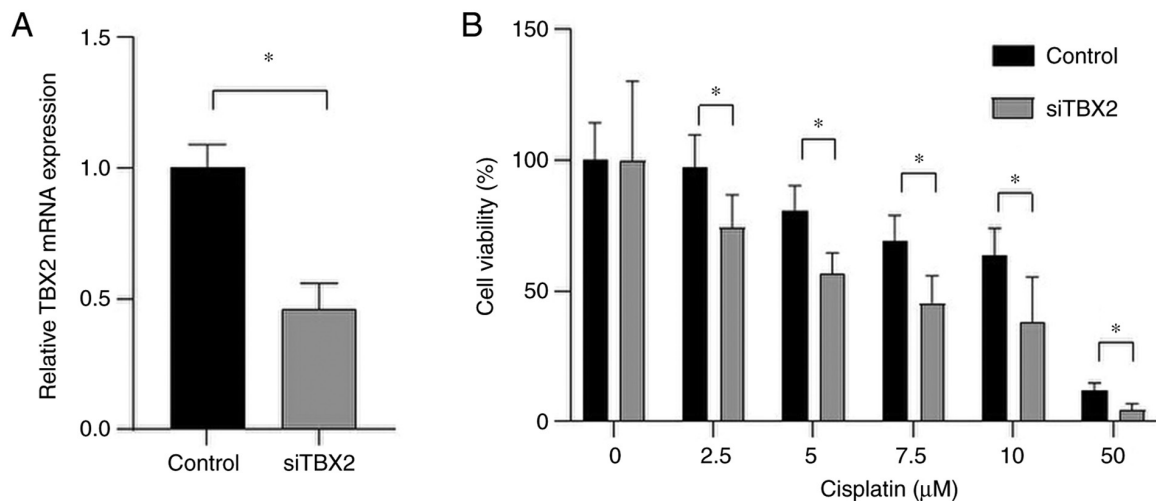 A
Relative TBX2 mRNA expression
1.5
1.0
0.5
0.0
*
Control
siTBX2
B
Cell viability (%)
150
100
50
0
*
*
*
*
*
Control
siTBX2
0
2.5
5
7.5
10
50
Cisplatin (μM)